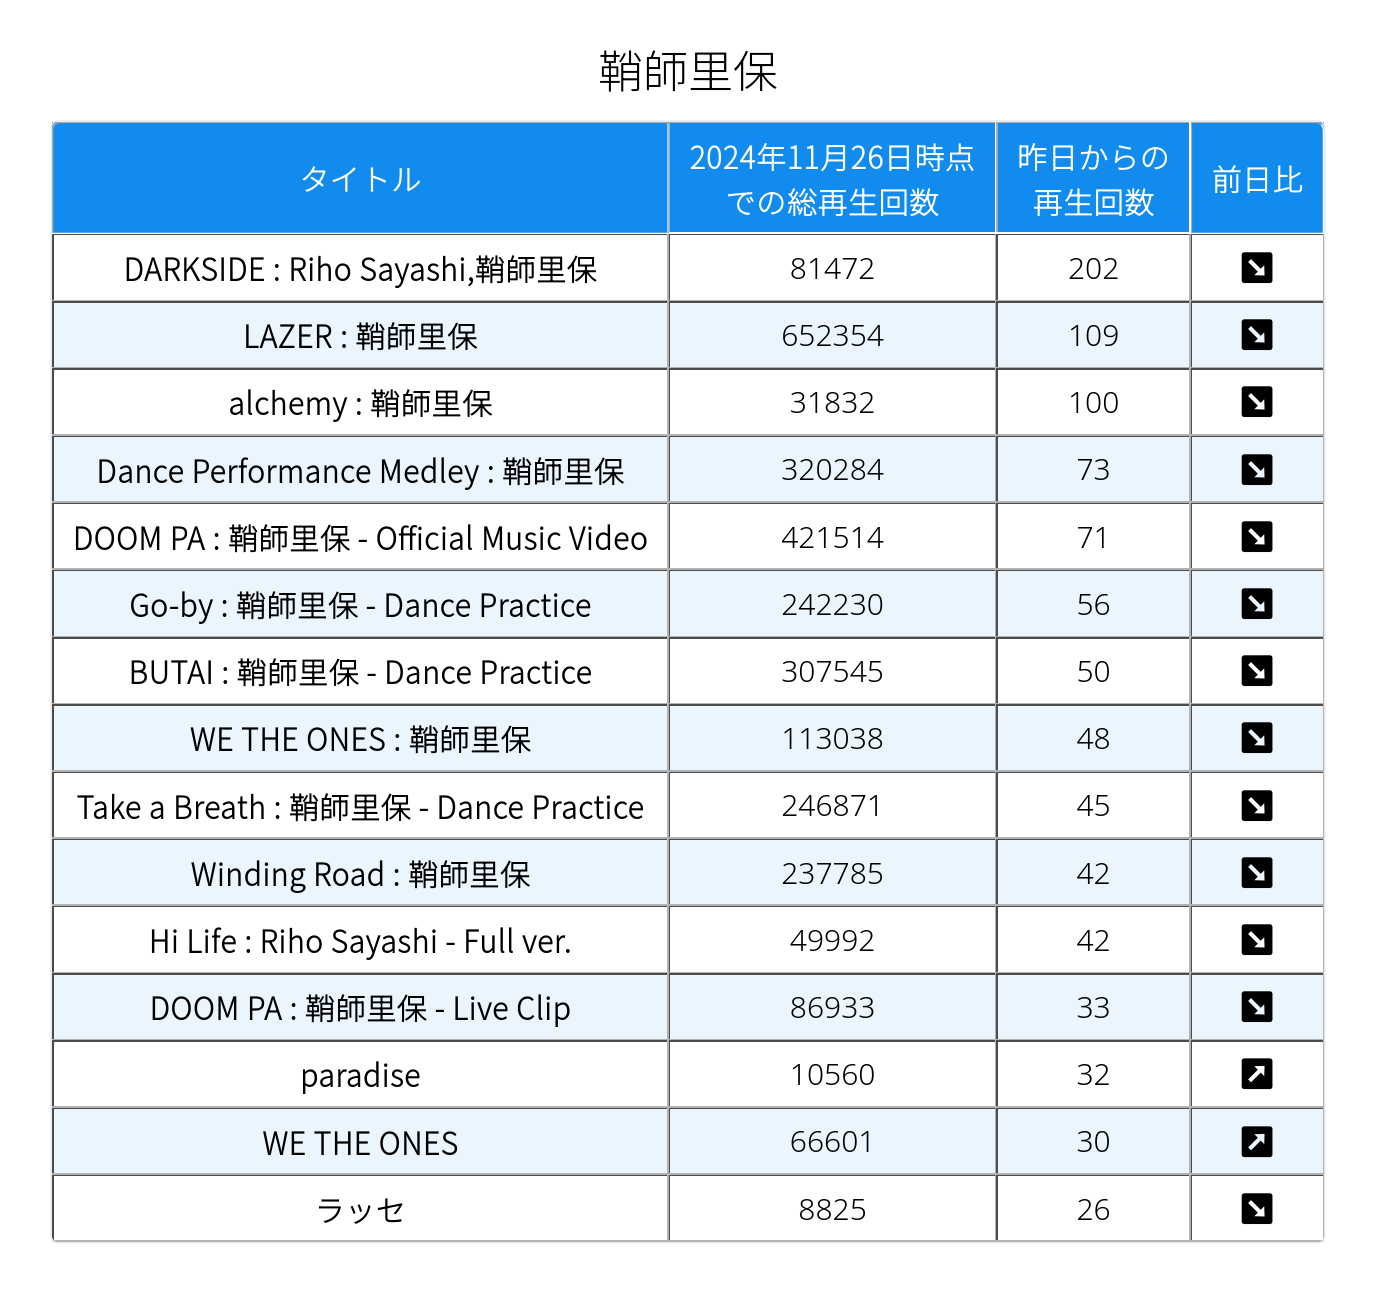 鞘師里保
タイトル 2024年11月26日時点 昨日からの 前日比
での総再生回数 再生回数
DARKSIDE : Riho Sayashi,鞘師里保 81472 202 ↘
LAZER : 鞘師里保 652354 109 ↘
alchemy : 鞘師里保 31832 100 ↘
Dance Performance Medley : 鞘師里保 320284 73 ↘
DOOM PA : 鞘師里保 - Official Music Video 421514 71 ↘
Go-by : 鞘師里保 - Dance Practice 242230 56 ↘
BUTAI : 鞘師里保 - Dance Practice 307545 50 ↘
WE THE ONES : 鞘師里保 113038 48 ↘
Take a Breath : 鞘師里保 - Dance Practice 246871 45 ↘
Winding Road : 鞘師里保 237785 42 ↘
Hi Life : Riho Sayashi - Full ver. 49992 42 ↘
DOOM PA : 鞘師里保 - Live Clip 86933 33 ↘
paradise 10560 32 ↗
WE THE ONES 66601 30 ↗
ラッセ 8825 26 ↘